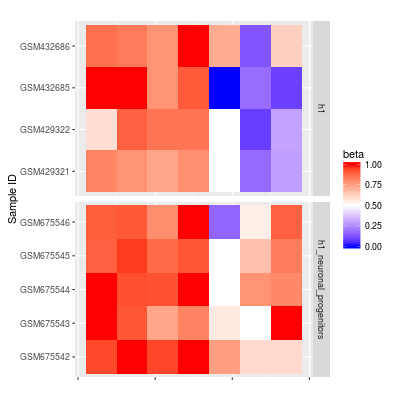 Sample ID
GSM432686
GSM432685
GSM429322
GSM429321
h1
GSM675546
GSM675545
GSM675544
GSM675543
GSM675542
h1_neuronal_progenitors
beta
1.00
0.75
0.50
0.25
0.00